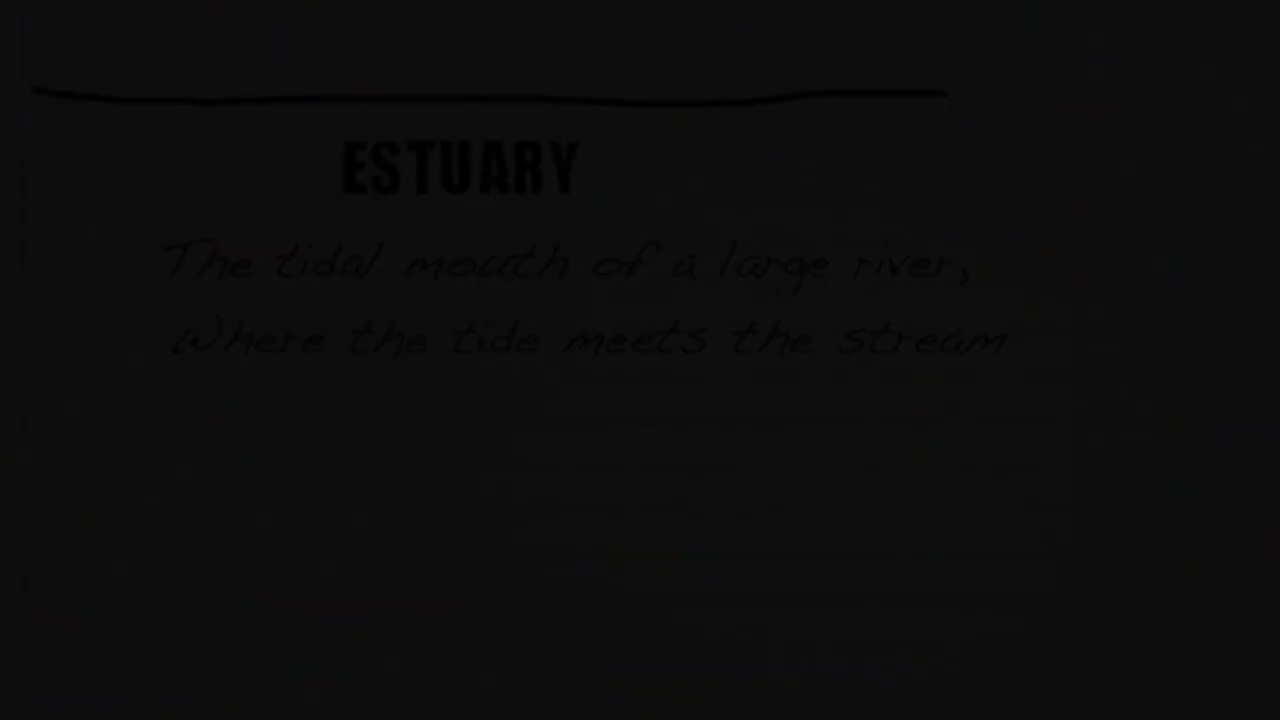 ESTUARY
The tidal mouth of a large river,
Where the tide meets the stream